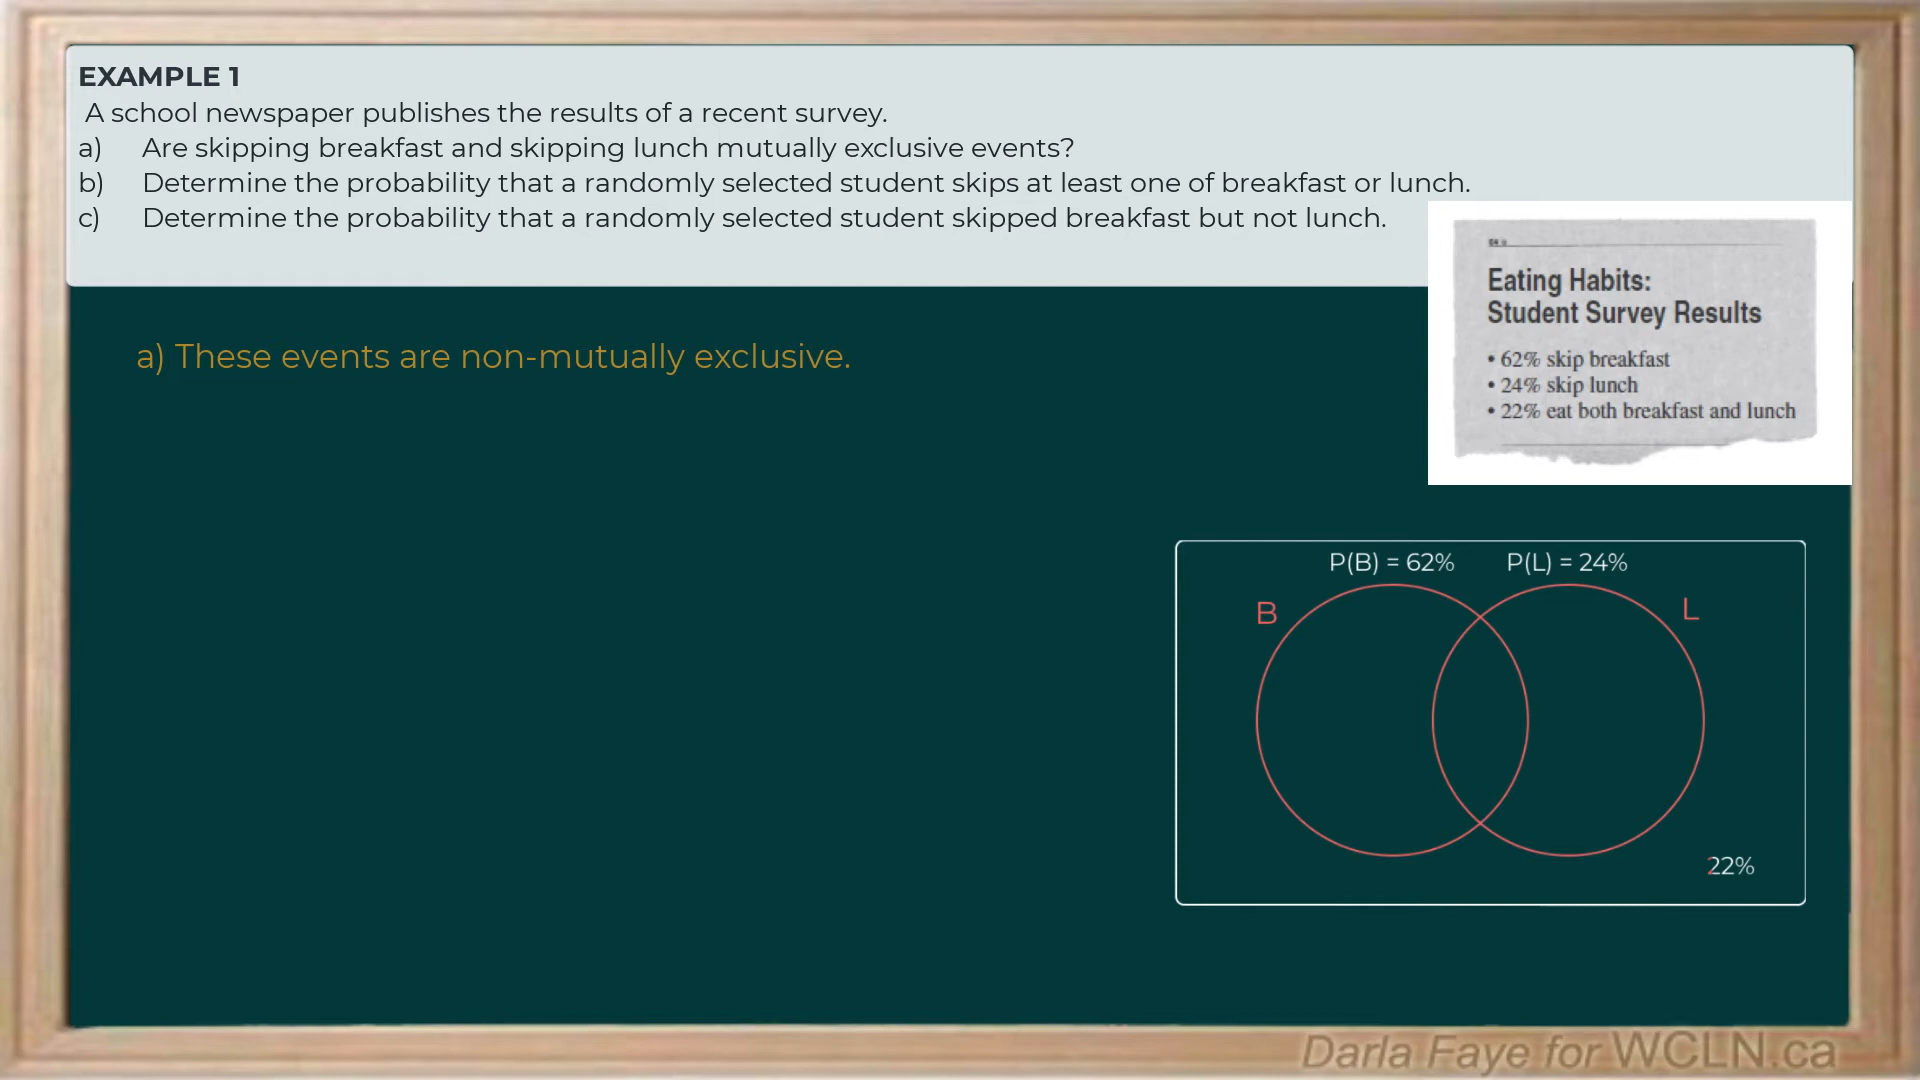 EXAMPLE 1
A school newspaper publishes the results of a recent survey.
a) Are skipping breakfast and skipping lunch mutually exclusive events?
b) Determine the probability that a randomly selected student skips at least one of breakfast or lunch.
c) Determine the probability that a randomly selected student skipped breakfast but not lunch.
Eating Habits:
Student Survey Results
• 62% skip breakfast
• 24% skip lunch
• 22% eat both breakfast and lunch
a) These events are non-mutually exclusive.
P(B) = 62% P(L) = 24%
B L
22%
Darla Faye for WCLN.ca